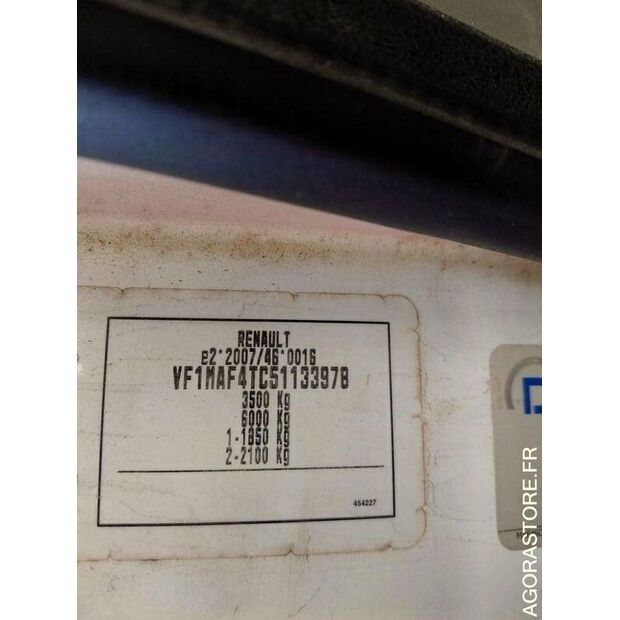 RENAULT
e2*2007/46*0016
VF1MAF4TC51133978
3500 Kg
6000 Kg
1-1850 Kg
2-2100 Kg
454227
AGORASTORE.FR